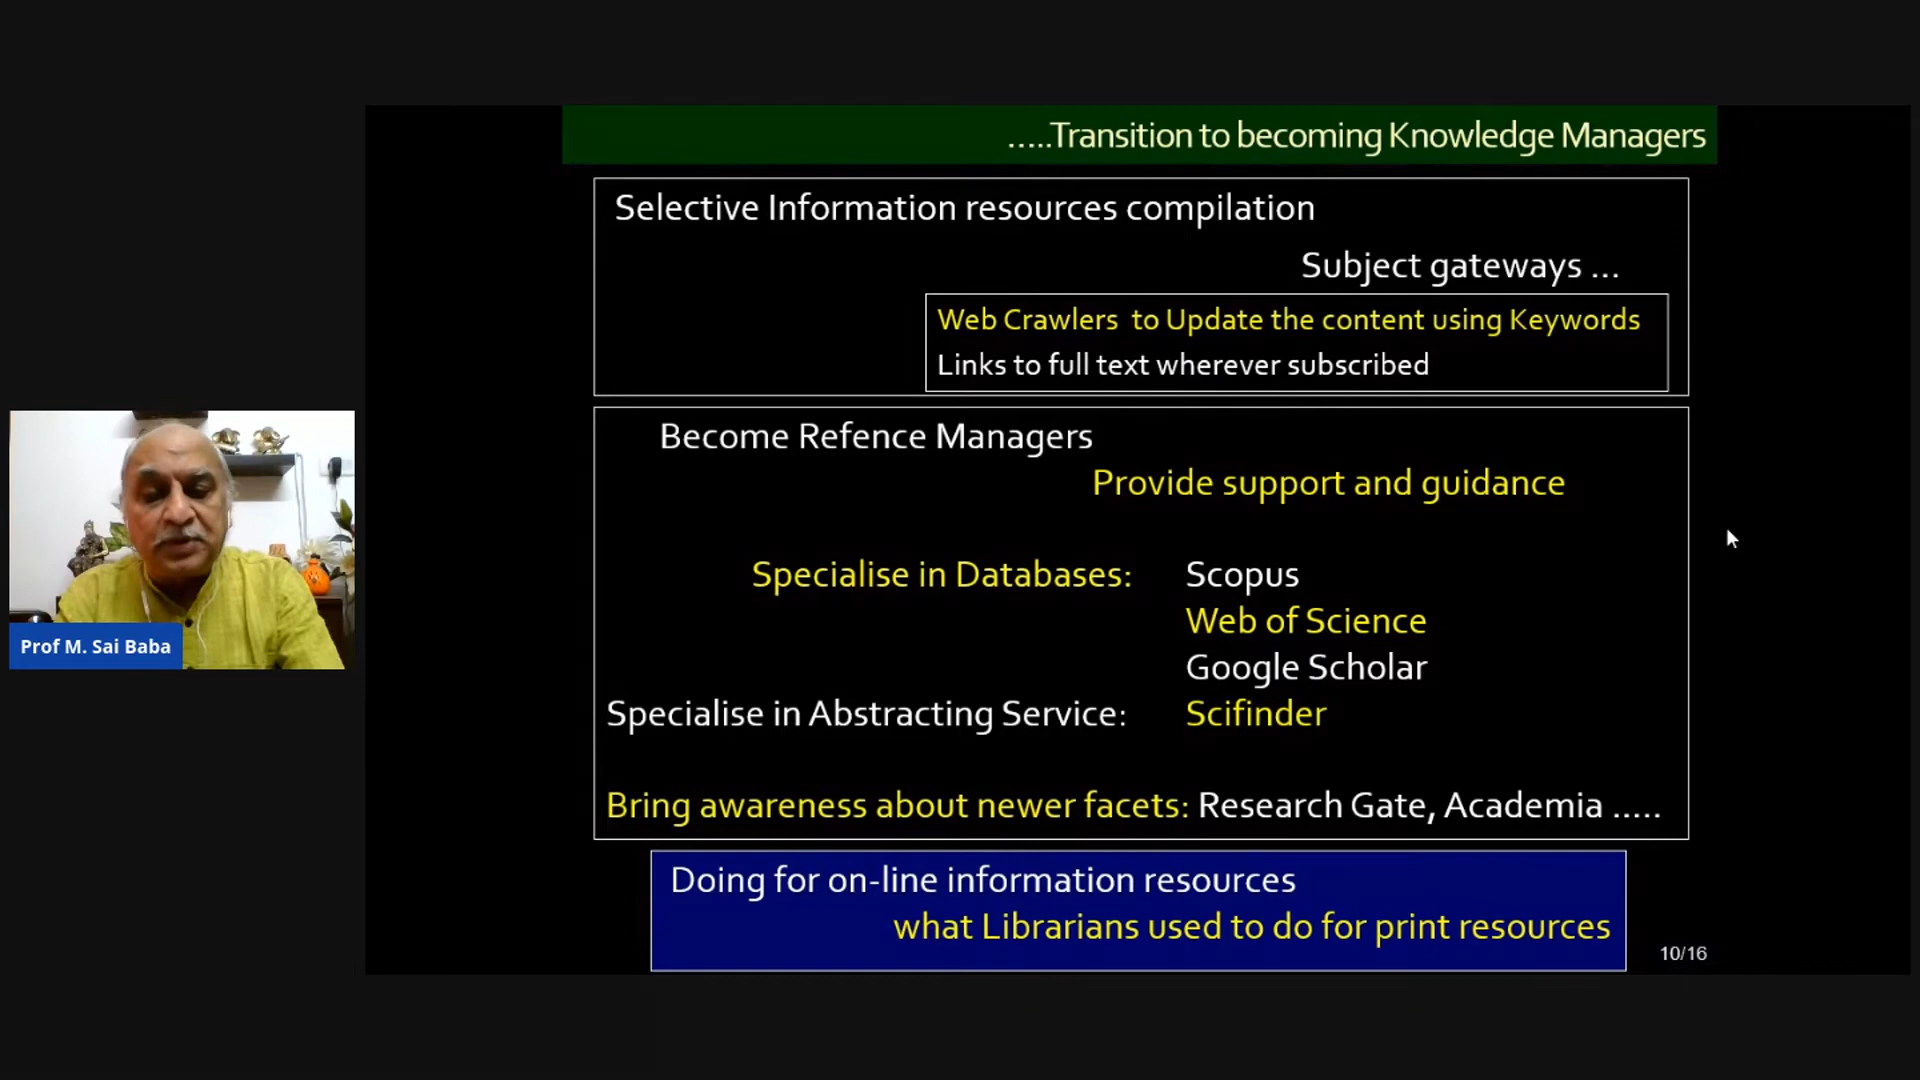 .....Transition to becoming Knowledge Managers
Selective Information resources compilation
Subject gateways ...
Web Crawlers to Update the content using Keywords
Links to full text wherever subscribed
Become Refence Managers
Provide support and guidance
Specialise in Databases: Scopus
Web of Science
Google Scholar
Specialise in Abstracting Service: Scifinder
Bring awareness about newer facets: Research Gate, Academia .....
Doing for on-line information resources
what Librarians used to do for print resources
10/16
Prof M. Sai Baba